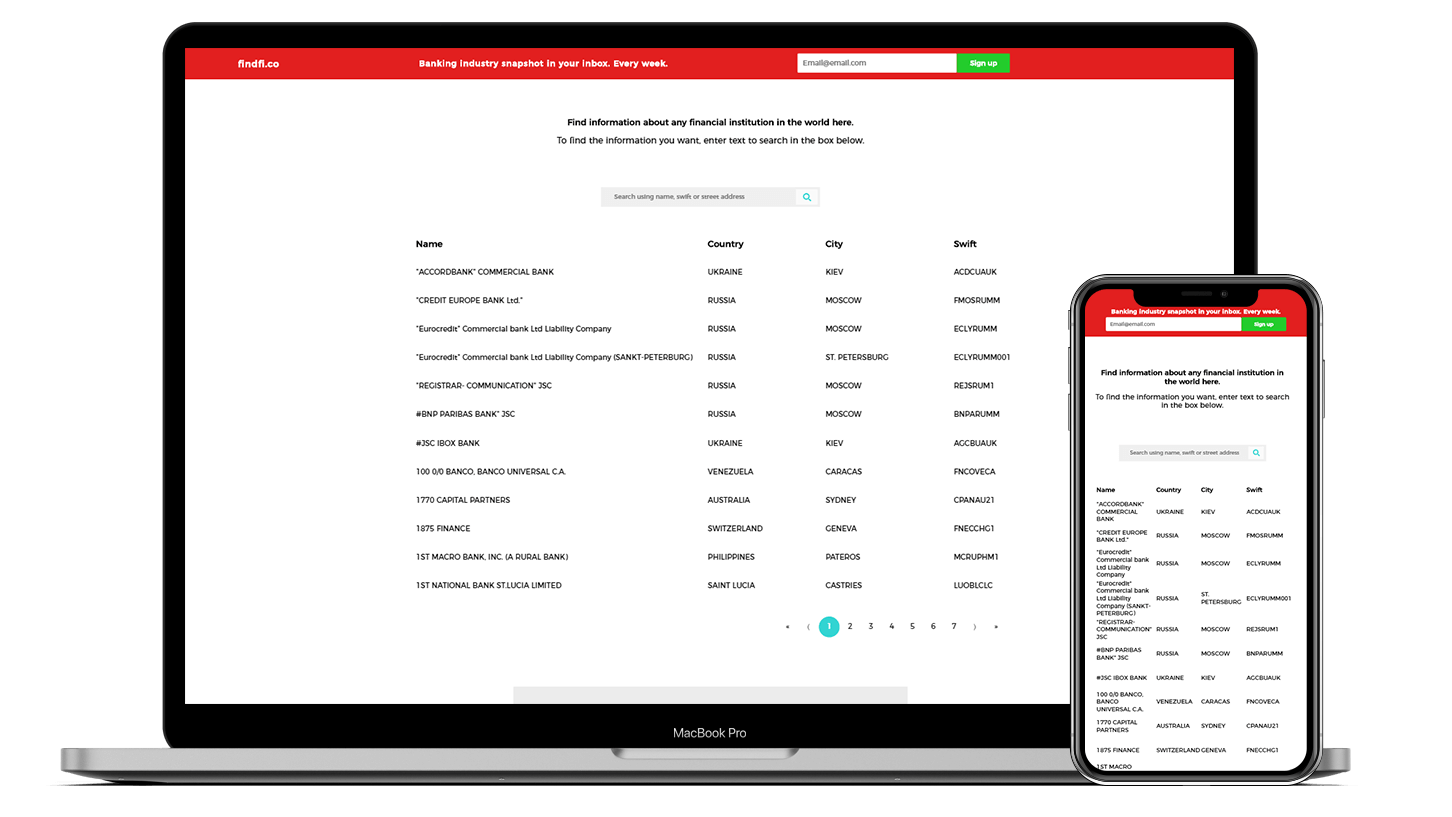 findfi.co
Banking industry snapshot in your inbox. Every week.
Email@email.com
Sign up
Find information about any financial institution in the world here.
To find the information you want, enter text to search in the box below.
Search using name, swift or street address
Name Country City Swift
"ACCORDBANK" COMMERCIAL BANK UKRAINE KIEV ACDCUAUK
"CREDIT EUROPE BANK Ltd." RUSSIA MOSCOW FMOSRUMM
"Eurocredit" Commercial bank Ltd Liability Company RUSSIA MOSCOW ECLYRUMM
"Eurocredit" Commercial bank Ltd Liability Company (SANKT-PETERBURG) RUSSIA ST. PETERSBURG ECLYRUMM001
"REGISTRAR- COMMUNICATION" JSC RUSSIA MOSCOW REJSRUM1
#BNP PARIBAS BANK" JSC RUSSIA MOSCOW BNPARUMM
#JSC IBOX BANK UKRAINE KIEV AGCBUAUK
100 0/0 BANCO, BANCO UNIVERSAL C.A. VENEZUELA CARACAS FNCOVECA
1770 CAPITAL PARTNERS AUSTRALIA SYDNEY CPANAU21
1875 FINANCE SWITZERLAND GENEVA FNECCHG1
1ST MACRO BANK, INC. (A RURAL BANK) PHILIPPINES PATEROS MCRUPHM1
1ST NATIONAL BANK ST.LUCIA LIMITED SAINT LUCIA CASTRIES LUOBLCLC
« ⟨ 1 2 3 4 5 6 7 ⟩ »
MacBook Pro
Banking industry snapshot in your inbox. Every week.
Email@email.com
Sign up
Find information about any financial institution in
the world here.
To find the information you want, enter text to search
in the box below.
Search using name, swift or street address
Name Country City Swift
"ACCORDBANK"
COMMERCIAL
BANK
UKRAINE KIEV ACDCUAUK
"CREDIT EUROPE
BANK Ltd."
RUSSIA MOSCOW FMOSRUMM
"Eurocredit"
Commercial bank
Ltd Liability
Company
RUSSIA MOSCOW ECLYRUMM
"Eurocredit"
Commercial bank
Ltd Liability
Company (SANKT-
PETERBURG)
RUSSIA
ST.
PETERSBURG
ECLYRUMM001
"REGISTRAR-
COMMUNICATION"
JSC
RUSSIA MOSCOW REJSRUM1
#BNP PARIBAS
BANK" JSC
RUSSIA MOSCOW BNPARUMM
#JSC IBOX BANK UKRAINE KIEV AGCBUAUK
100 0/0 BANCO,
BANCO
UNIVERSAL C.A.
VENEZUELA CARACAS FNCOVECA
1770 CAPITAL
PARTNERS
AUSTRALIA SYDNEY CPANAU21
1875 FINANCE SWITZERLAND GENEVA FNECCHG1
1ST MACRO